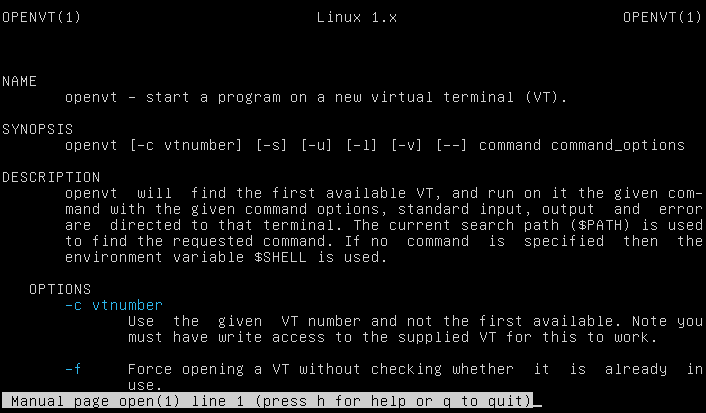 OPENVT(1) Linux 1.x OPENVT(1)
NAME
openvt - start a program on a new virtual terminal (VT).
SYNOPSIS
openvt [-c vtnumber] [-s] [-u] [-l] [-v] [--] command command_options
DESCRIPTION
openvt will find the first available VT, and run on it the given com-
mand with the given command options, standard input, output and error
are directed to that terminal. The current search path ($PATH) is used
to find the requested command. If no command is specified then the
environment variable $SHELL is used.
OPTIONS
-c vtnumber
Use the given VT number and not the first available. Note you
must have write access to the supplied VT for this to work.
-f Force opening a VT without checking whether it is already in
use.
Manual page open(1) line 1 (press h for help or q to quit)